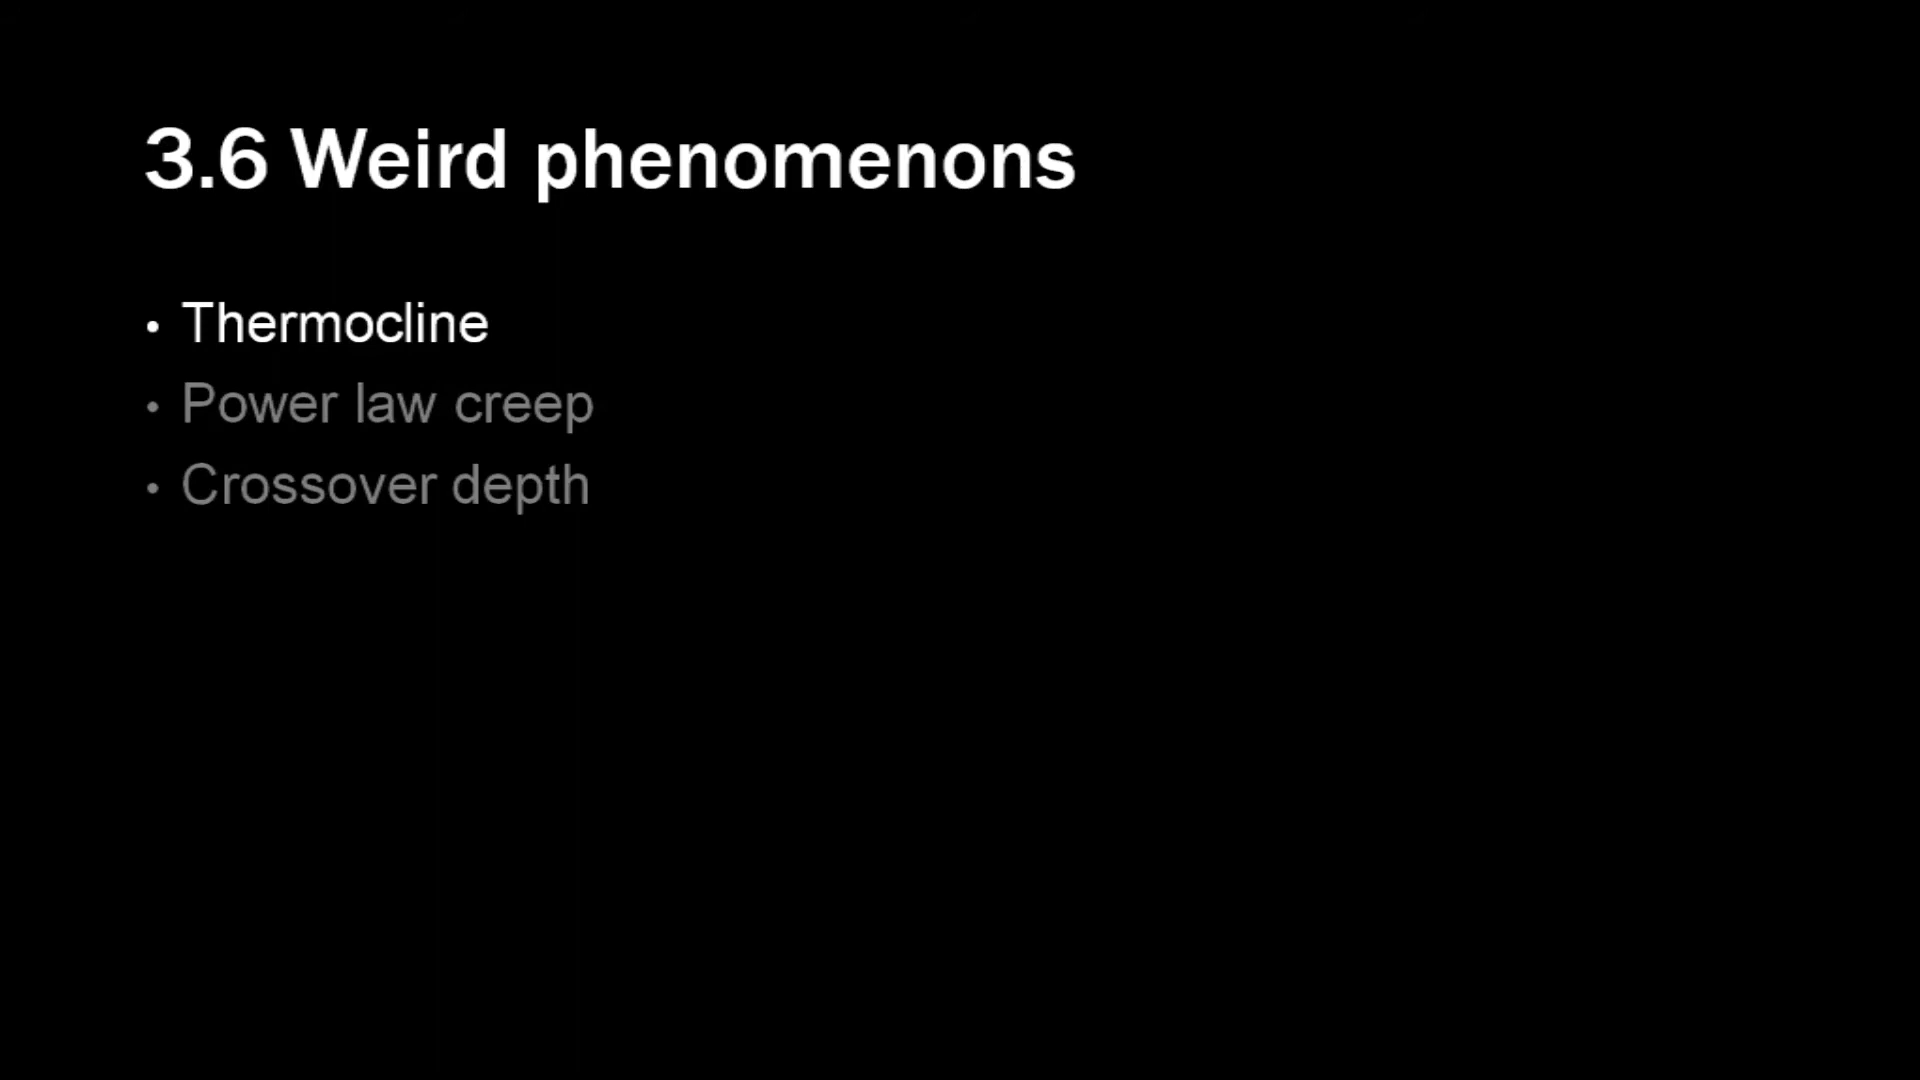 3.6 Weird phenomenons
• Thermocline
• Power law creep
• Crossover depth